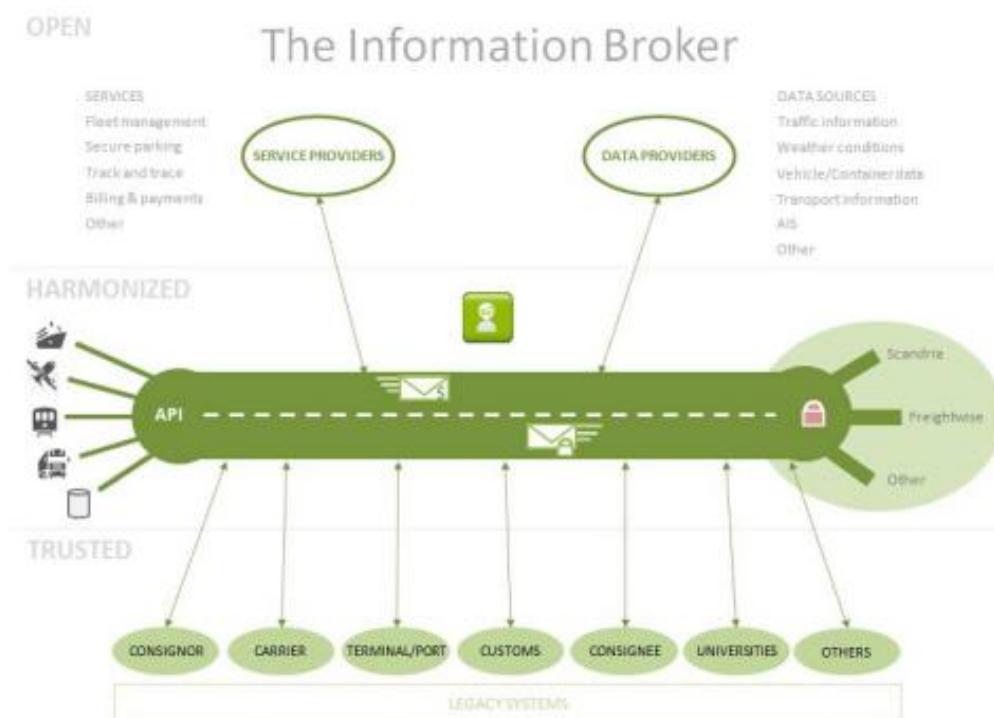 OPEN
The Information Broker
SERVICES
Fleet management
Secure parking
Track and trace
Billing & payments
Other
SERVICE PROVIDERS
DATA PROVIDERS
DATA SOURCES
Traffic information
Weather conditions
Vehicle/Container data
Transport information
AIS
Other
HARMONIZED
API
$
Scandria
Freightwise
Other
TRUSTED
CONSIGNOR
CARRIER
TERMINAL/PORT
CUSTOMS
CONSIGNEE
UNIVERSITIES
OTHERS
LEGACY SYSTEMS